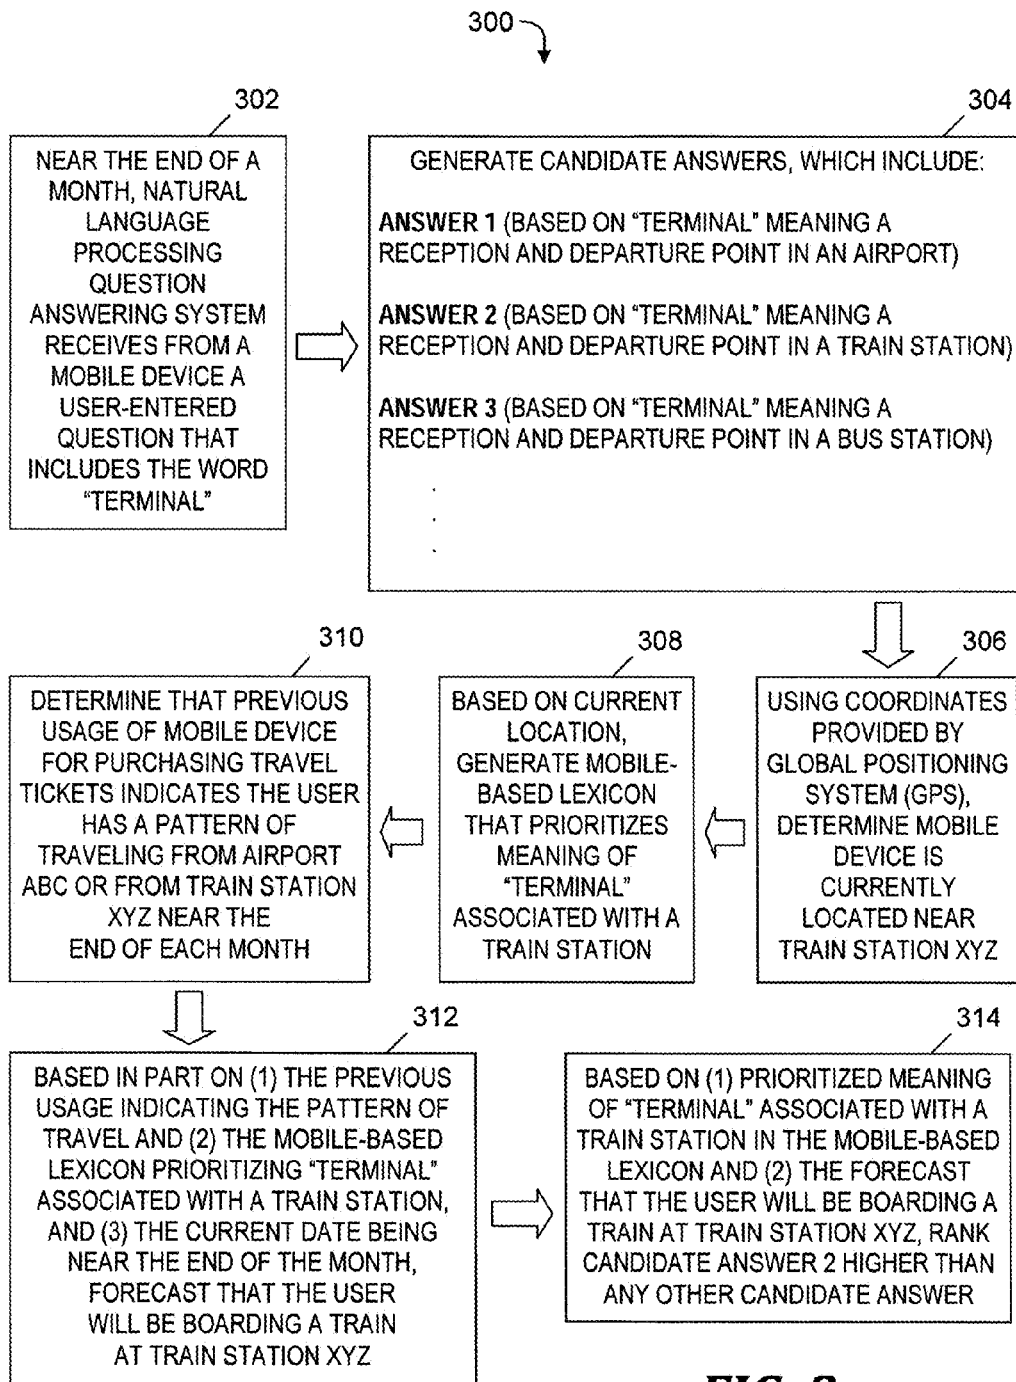 300
302
NEAR THE END OF A
MONTH, NATURAL
LANGUAGE
PROCESSING
QUESTION
ANSWERING SYSTEM
RECEIVES FROM A
MOBILE DEVICE A
USER-ENTERED
QUESTION THAT
INCLUDES THE WORD
"TERMINAL"
304
GENERATE CANDIDATE ANSWERS, WHICH INCLUDE:
ANSWER 1 (BASED ON "TERMINAL" MEANING A
RECEPTION AND DEPARTURE POINT IN AN AIRPORT)
ANSWER 2 (BASED ON "TERMINAL" MEANING A
RECEPTION AND DEPARTURE POINT IN A TRAIN STATION)
ANSWER 3 (BASED ON "TERMINAL" MEANING A
RECEPTION AND DEPARTURE POINT IN A BUS STATION)
.
.
.
306
USING COORDINATES
PROVIDED BY
GLOBAL POSITIONING
SYSTEM (GPS),
DETERMINE MOBILE
DEVICE IS
CURRENTLY
LOCATED NEAR
TRAIN STATION XYZ
308
BASED ON CURRENT
LOCATION,
GENERATE MOBILE-
BASED LEXICON
THAT PRIORITIZES
MEANING OF
"TERMINAL"
ASSOCIATED WITH A
TRAIN STATION
310
DETERMINE THAT PREVIOUS
USAGE OF MOBILE DEVICE
FOR PURCHASING TRAVEL
TICKETS INDICATES THE USER
HAS A PATTERN OF
TRAVELING FROM AIRPORT
ABC OR FROM TRAIN STATION
XYZ NEAR THE
END OF EACH MONTH
312
BASED IN PART ON (1) THE PREVIOUS
USAGE INDICATING THE PATTERN OF
TRAVEL AND (2) THE MOBILE-BASED
LEXICON PRIORITIZING "TERMINAL"
ASSOCIATED WITH A TRAIN STATION,
AND (3) THE CURRENT DATE BEING
NEAR THE END OF THE MONTH,
FORECAST THAT THE USER
WILL BE BOARDING A TRAIN
AT TRAIN STATION XYZ
314
BASED ON (1) PRIORITIZED MEANING
OF "TERMINAL" ASSOCIATED WITH A
TRAIN STATION IN THE MOBILE-BASED
LEXICON AND (2) THE FORECAST
THAT THE USER WILL BE BOARDING A
TRAIN AT TRAIN STATION XYZ, RANK
CANDIDATE ANSWER 2 HIGHER THAN
ANY OTHER CANDIDATE ANSWER